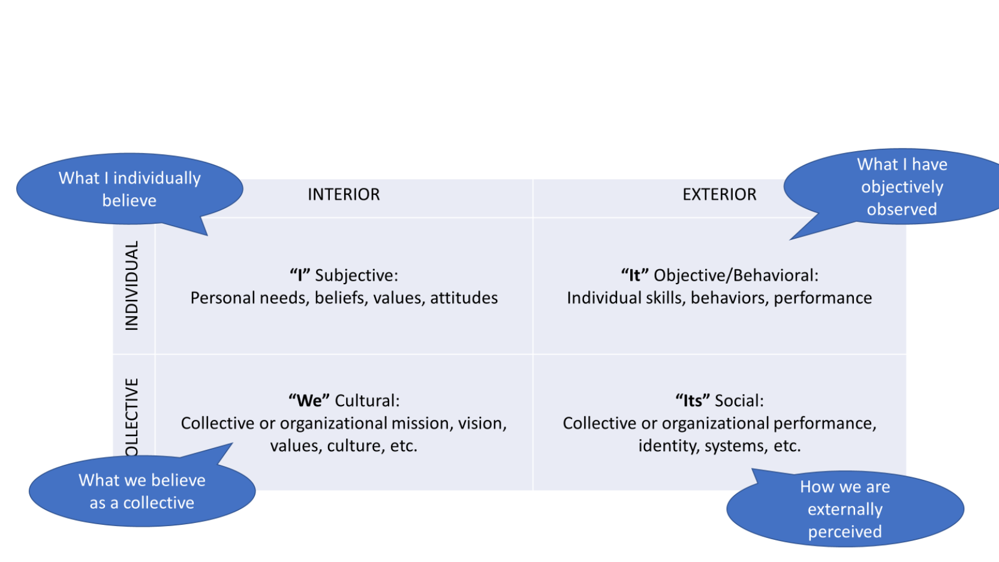 What I individually
believe
What I have
objectively
observed
INTERIOR
EXTERIOR
INDIVIDUAL
“I” Subjective:
Personal needs, beliefs, values, attitudes
“It” Objective/Behavioral:
Individual skills, behaviors, performance
OLLECTIVE
“We” Cultural:
Collective or organizational mission, vision,
values, culture, etc.
“Its” Social:
Collective or organizational performance,
identity, systems, etc.
What we believe
as a collective
How we are
externally
perceived